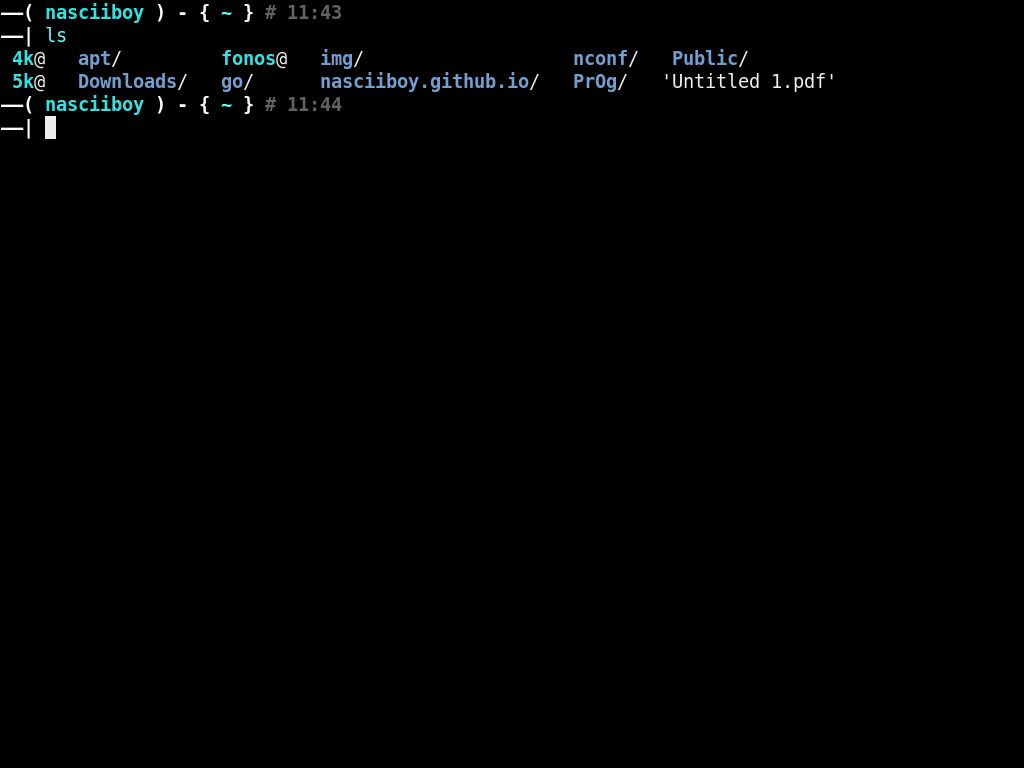 ——( nasciiboy ) - { ~ } # 11:43
——| ls
4k@ apt/ fonos@ img/ nconf/ Public/
5k@ Downloads/ go/ nasciiboy.github.io/ PrOg/ 'Untitled 1.pdf'
——( nasciiboy ) - { ~ } # 11:44
——|